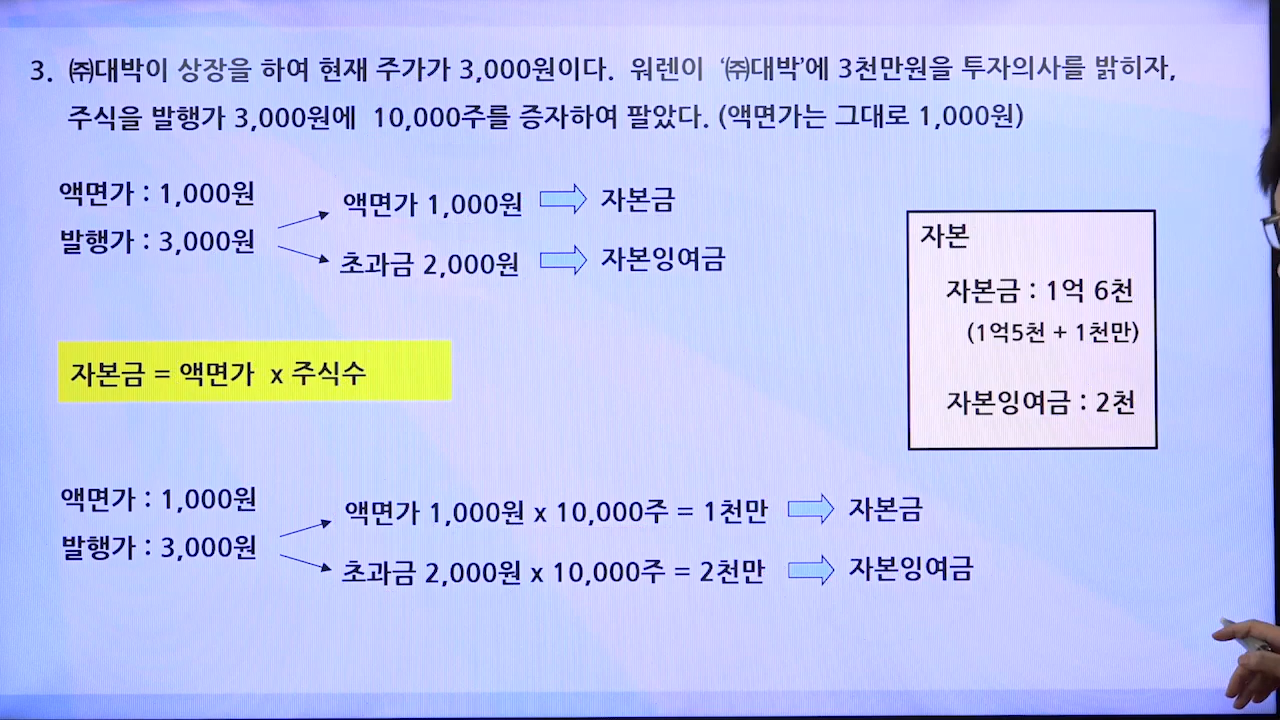 3. ㈜대박이 상장을 하여 현재 주가가 3,000원이다. 워렌이 ‘㈜대박’에 3천만원을 투자의사를 밝히자,
주식을 발행가 3,000원에 10,000주를 증자하여 팔았다. (액면가는 그대로 1,000원)
액면가 : 1,000원
발행가 : 3,000원
액면가 1,000원
자본금
초과금 2,000원
자본잉여금
자본
자본금 : 1억 6천
(1억5천 + 1천만)
자본잉여금 : 2천
자본금 = 액면가 x 주식수
액면가 : 1,000원
발행가 : 3,000원
액면가 1,000원 x 10,000주 = 1천만
자본금
초과금 2,000원 x 10,000주 = 2천만
자본잉여금